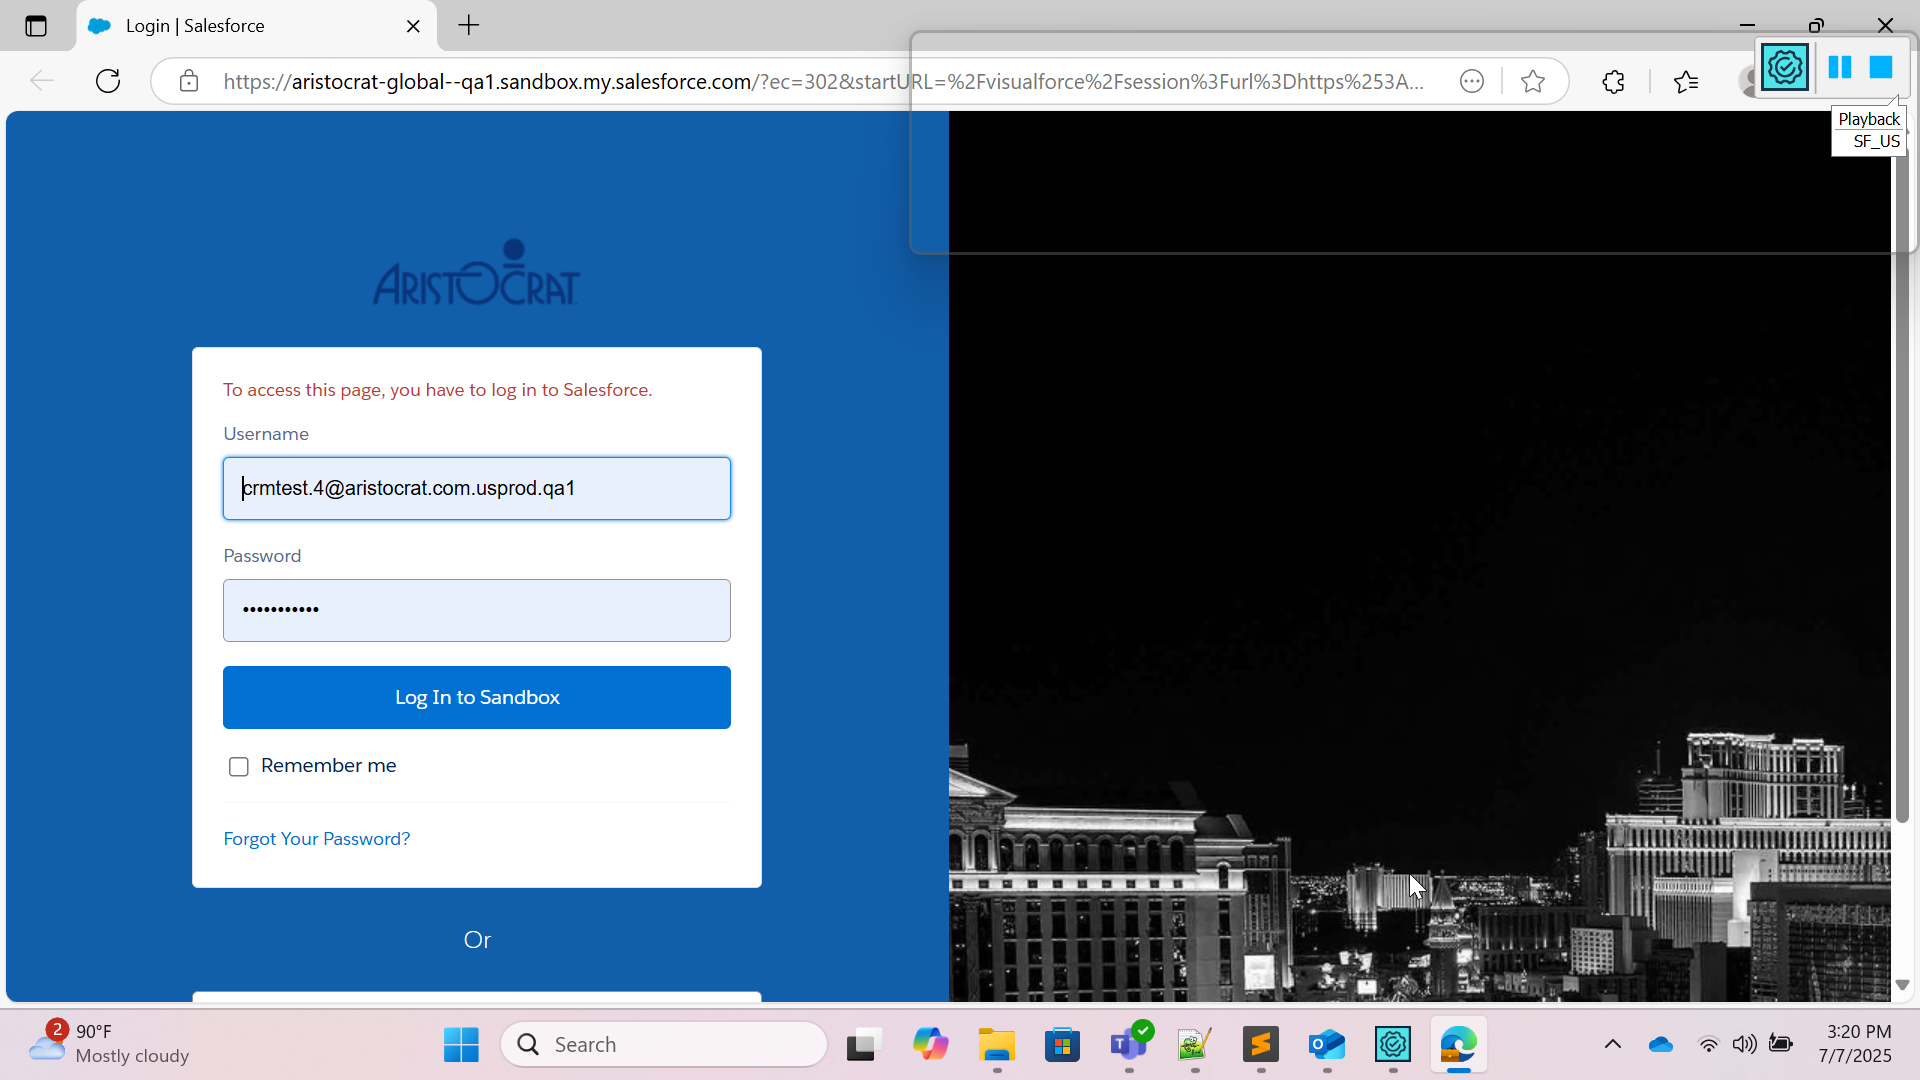 Login | Salesforce
https://aristocrat-global--qa1.sandbox.my.salesforce.com/?ec=302&startURL=%2Fvisualforce%2Fsession%3Furl%3Dhttps%253A...
Playback
SF_US
ARISTOCRAT
To access this page, you have to log in to Salesforce.
Username
crmtest.4@aristocrat.com.usprod.qa1
Password
•••••••••••
Log In to Sandbox
Remember me
Forgot Your Password?
Or
2
90°F
Mostly cloudy
Search
3:20 PM
7/7/2025